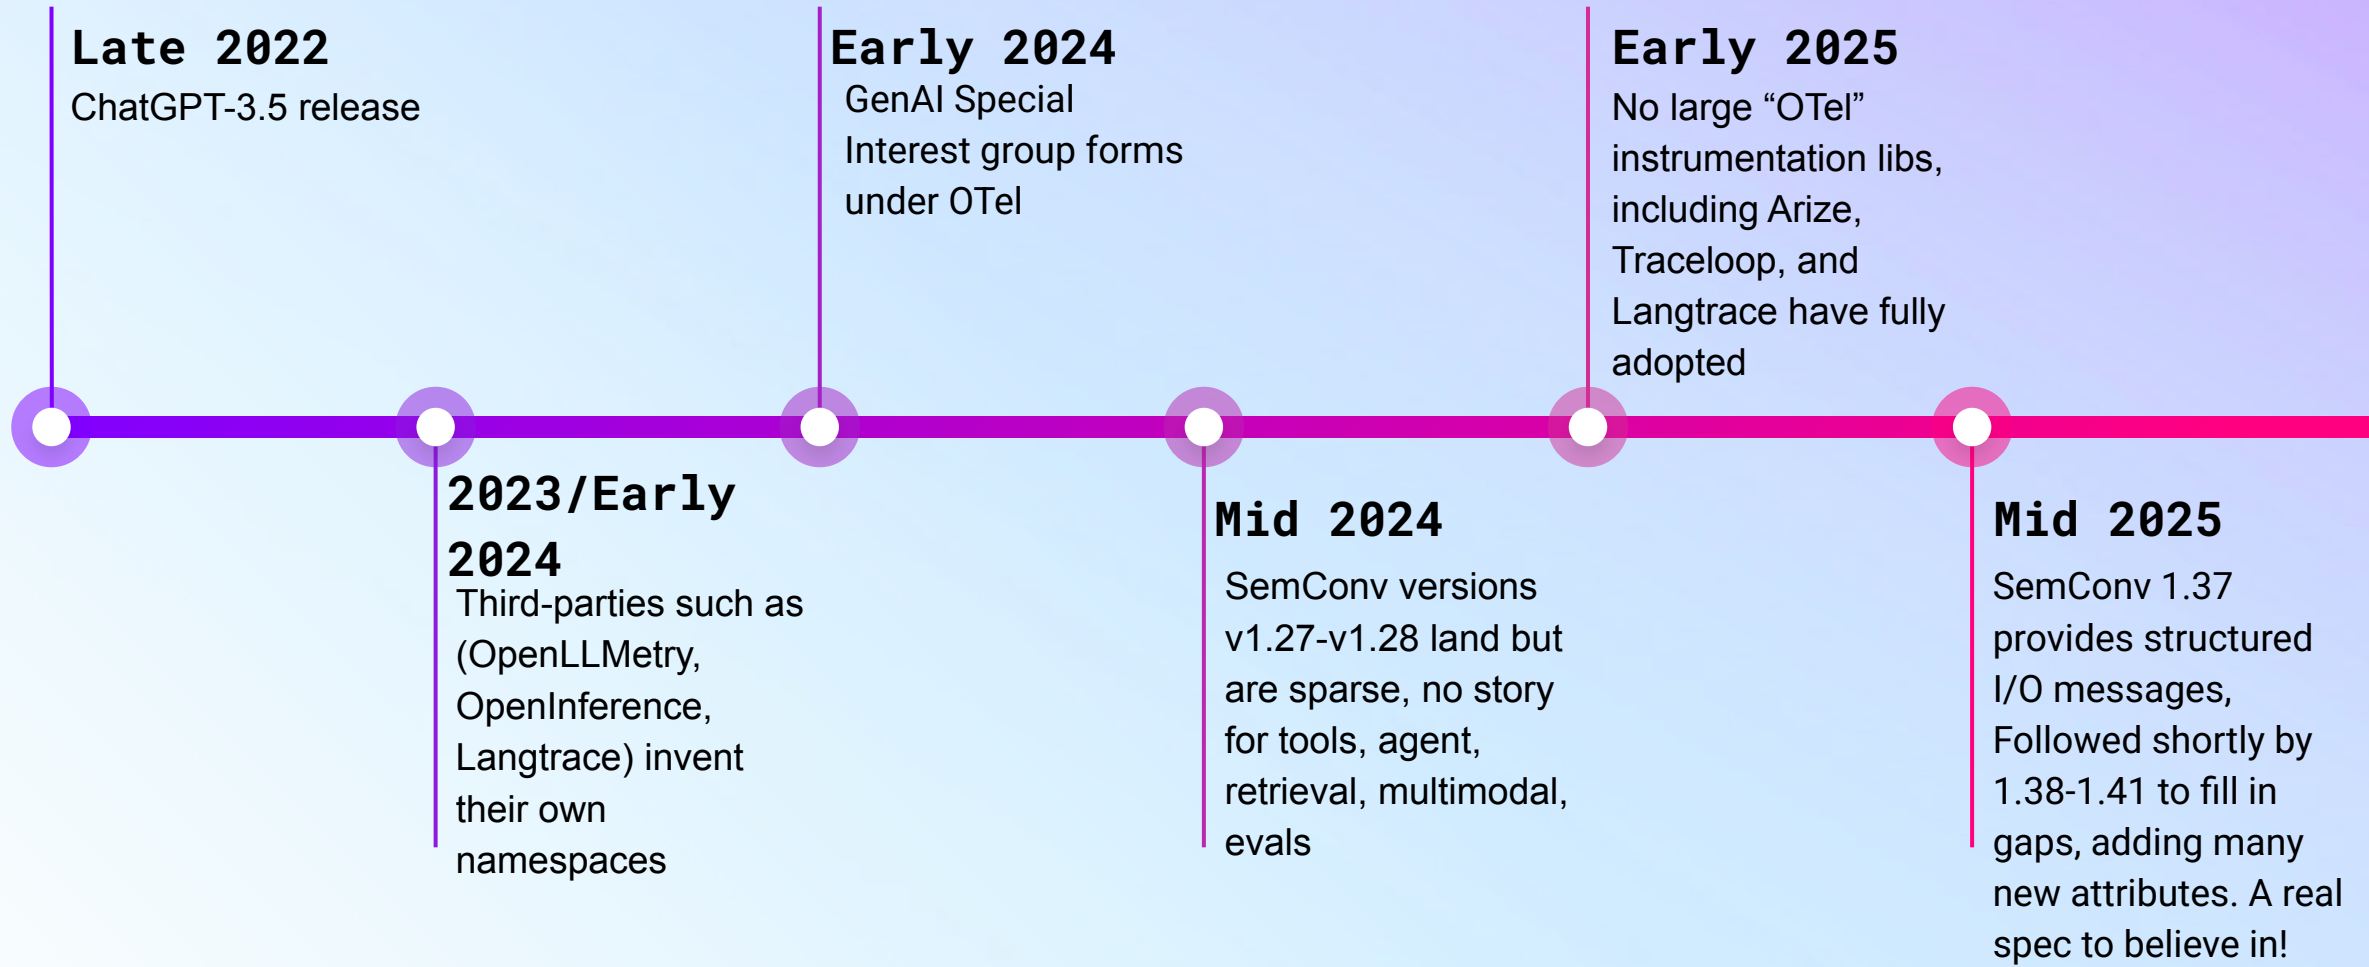 Late 2022
ChatGPT-3.5 release
2023/Early
2024
Third-parties such as
(OpenLLMetry,
OpenInference,
Langtrace) invent
their own
namespaces
Early 2024
GenAI Special
Interest group forms
under OTel
Mid 2024
SemConv versions
v1.27-v1.28 land but
are sparse, no story
for tools, agent,
retrieval, multimodal,
evals
Early 2025
No large “OTel”
instrumentation libs,
including Arize,
Traceloop, and
Langtrace have fully
adopted
Mid 2025
SemConv 1.37
provides structured
I/O messages,
Followed shortly by
1.38-1.41 to fill in
gaps, adding many
new attributes. A real
spec to believe in!